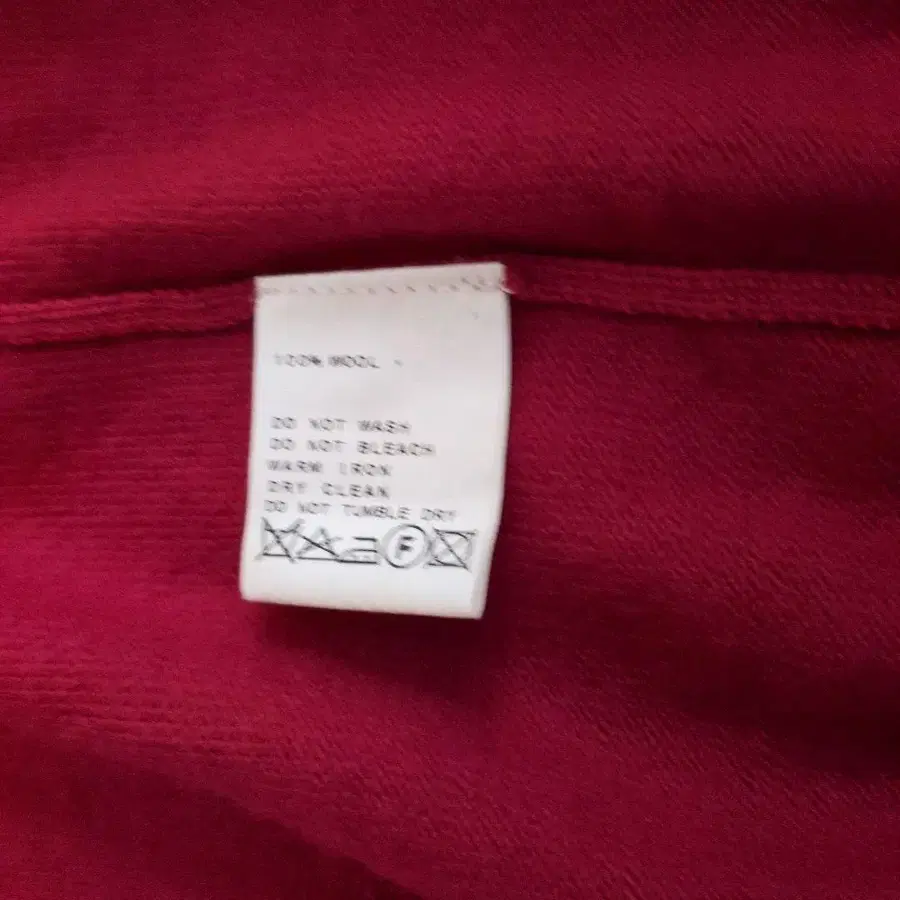 100% WOOL
DO NOT WASH
DO NOT BLEACH
WARM IRON
DRY CLEAN
DO NOT TUMBLE DRY
F